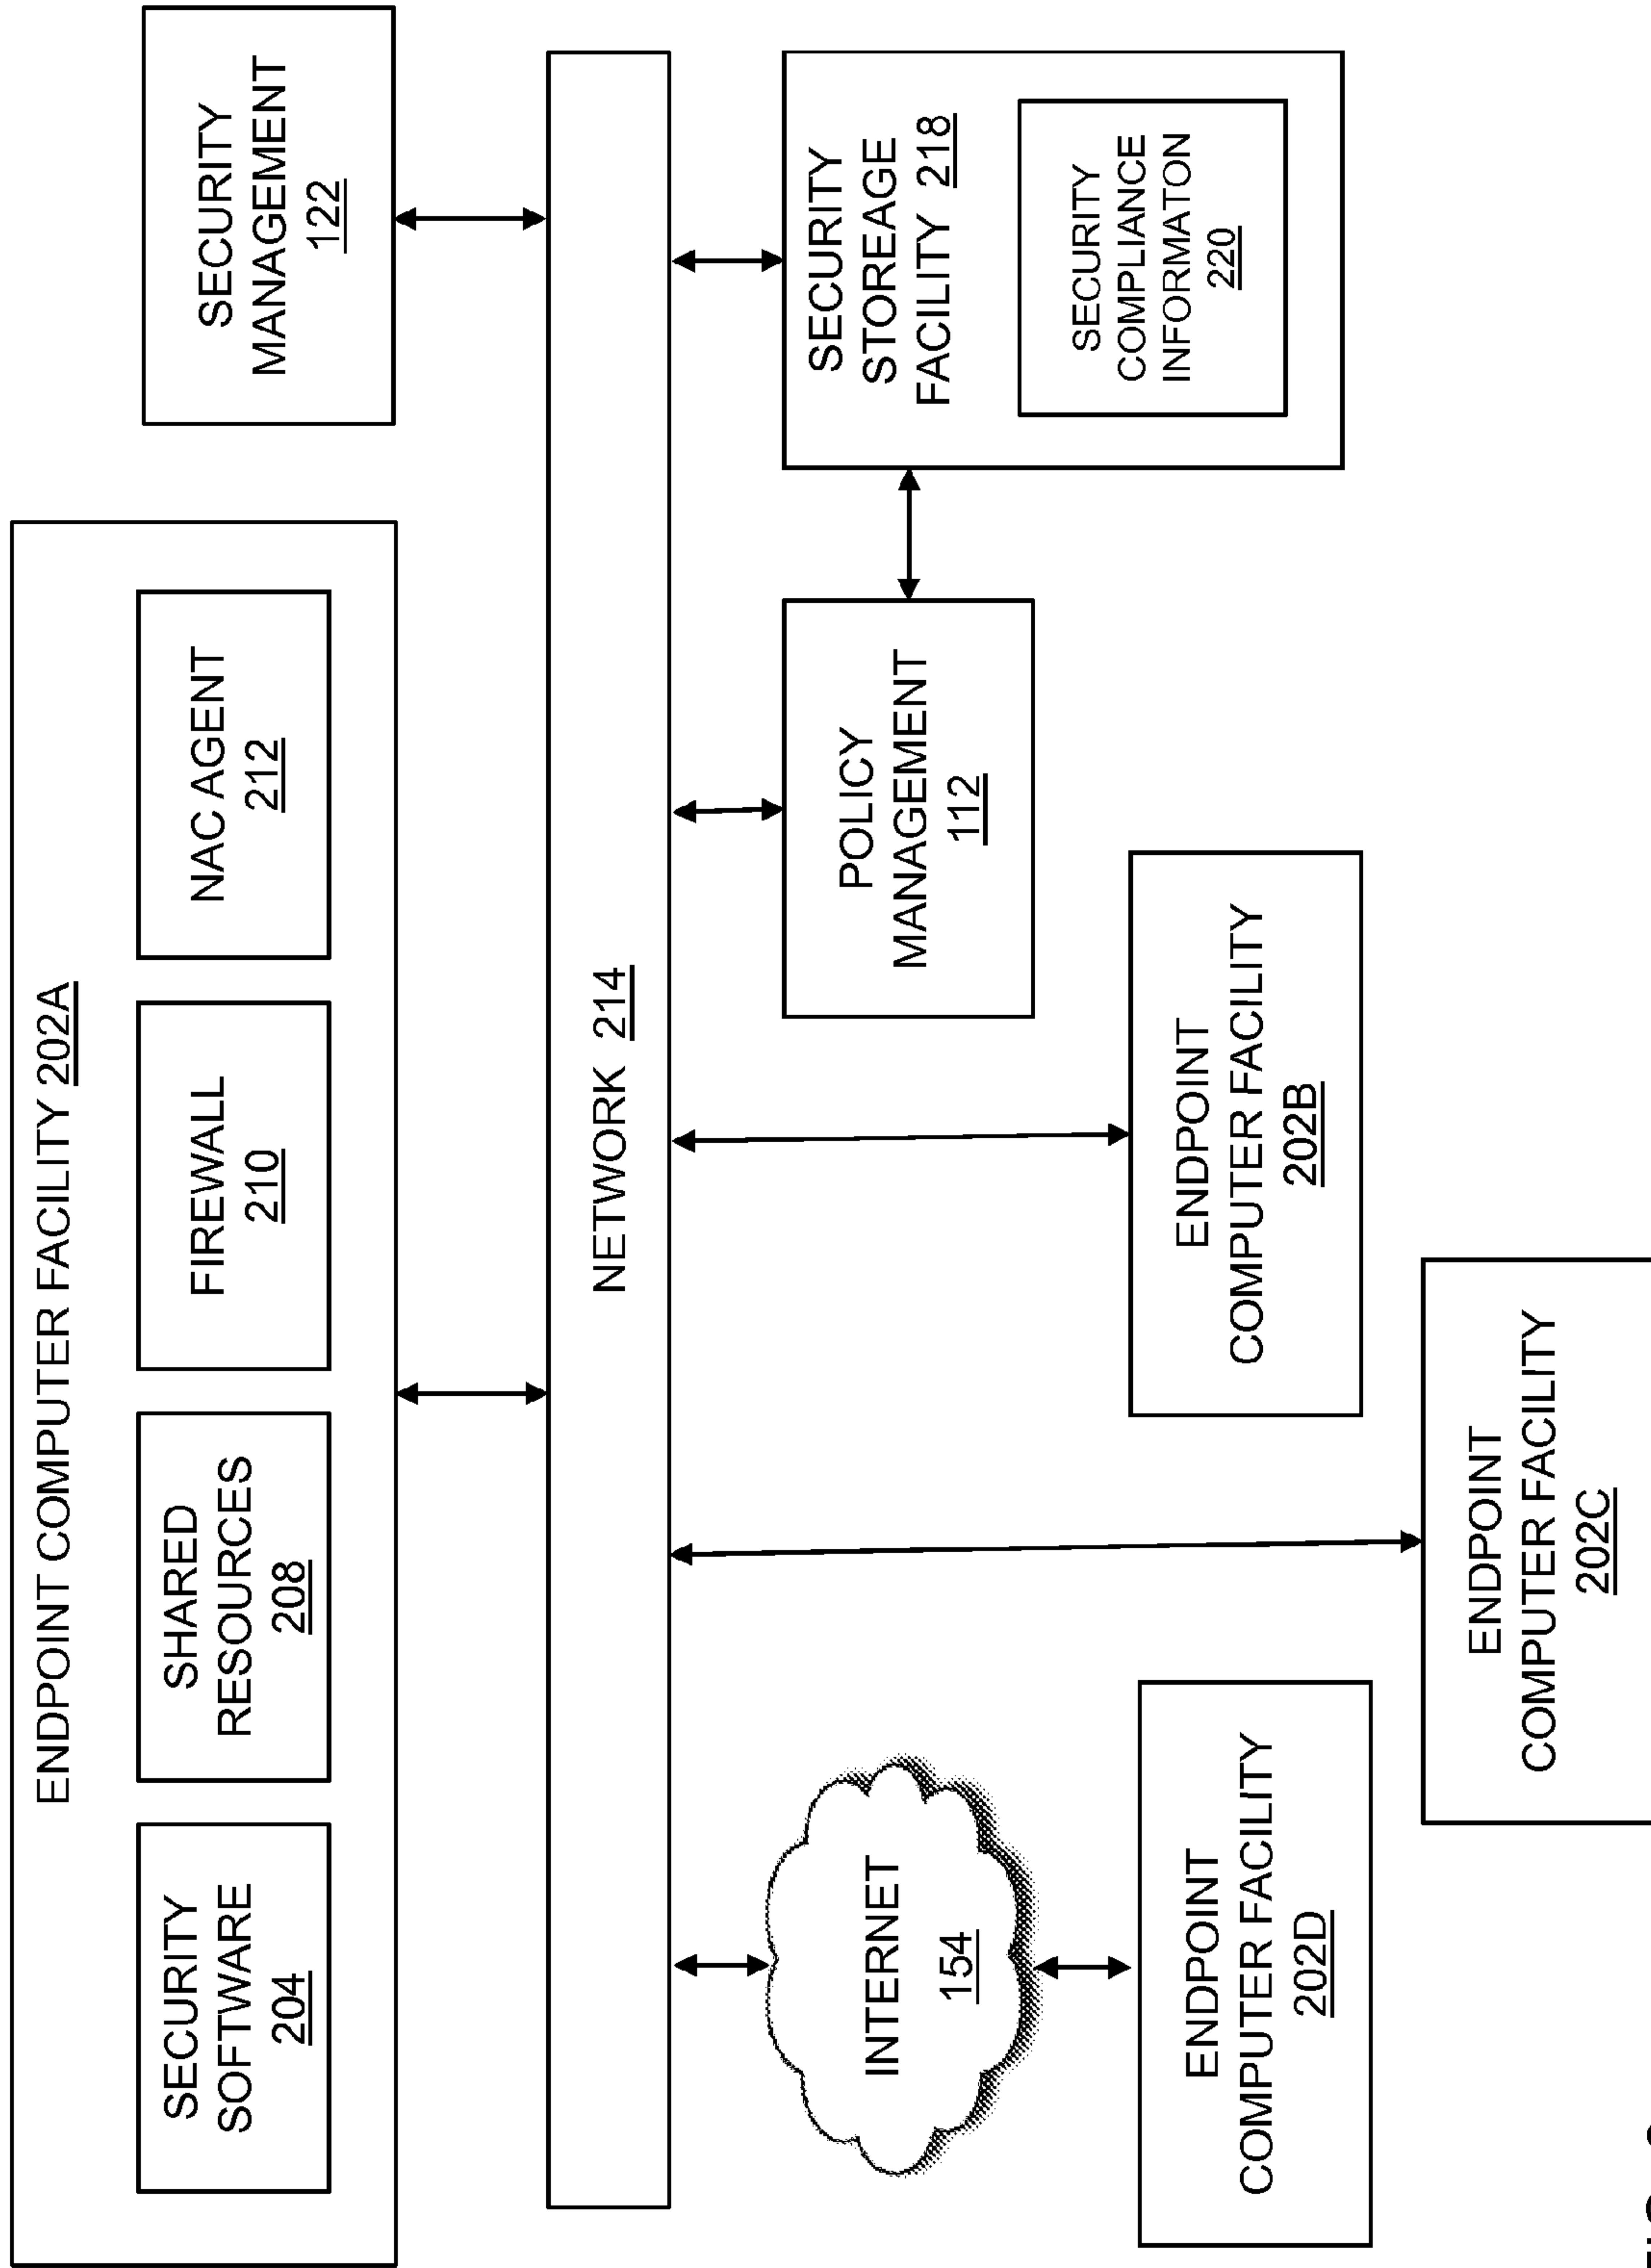 ENDPOINT COMPUTER FACILITY 202A
SECURITY
SOFTWARE
204
SHARED
RESOURCES
208
FIREWALL
210
NAC AGENT
212
SECURITY
MANAGEMENT
122
NETWORK 214
INTERNET
154
ENDPOINT
COMPUTER FACILITY
202D
ENDPOINT
COMPUTER FACILITY
202C
ENDPOINT
COMPUTER FACILITY
202B
POLICY
MANAGEMENT
112
SECURITY
STOREAGE
FACILITY 218
SECURITY
COMPLIANCE
INFORMATON
220